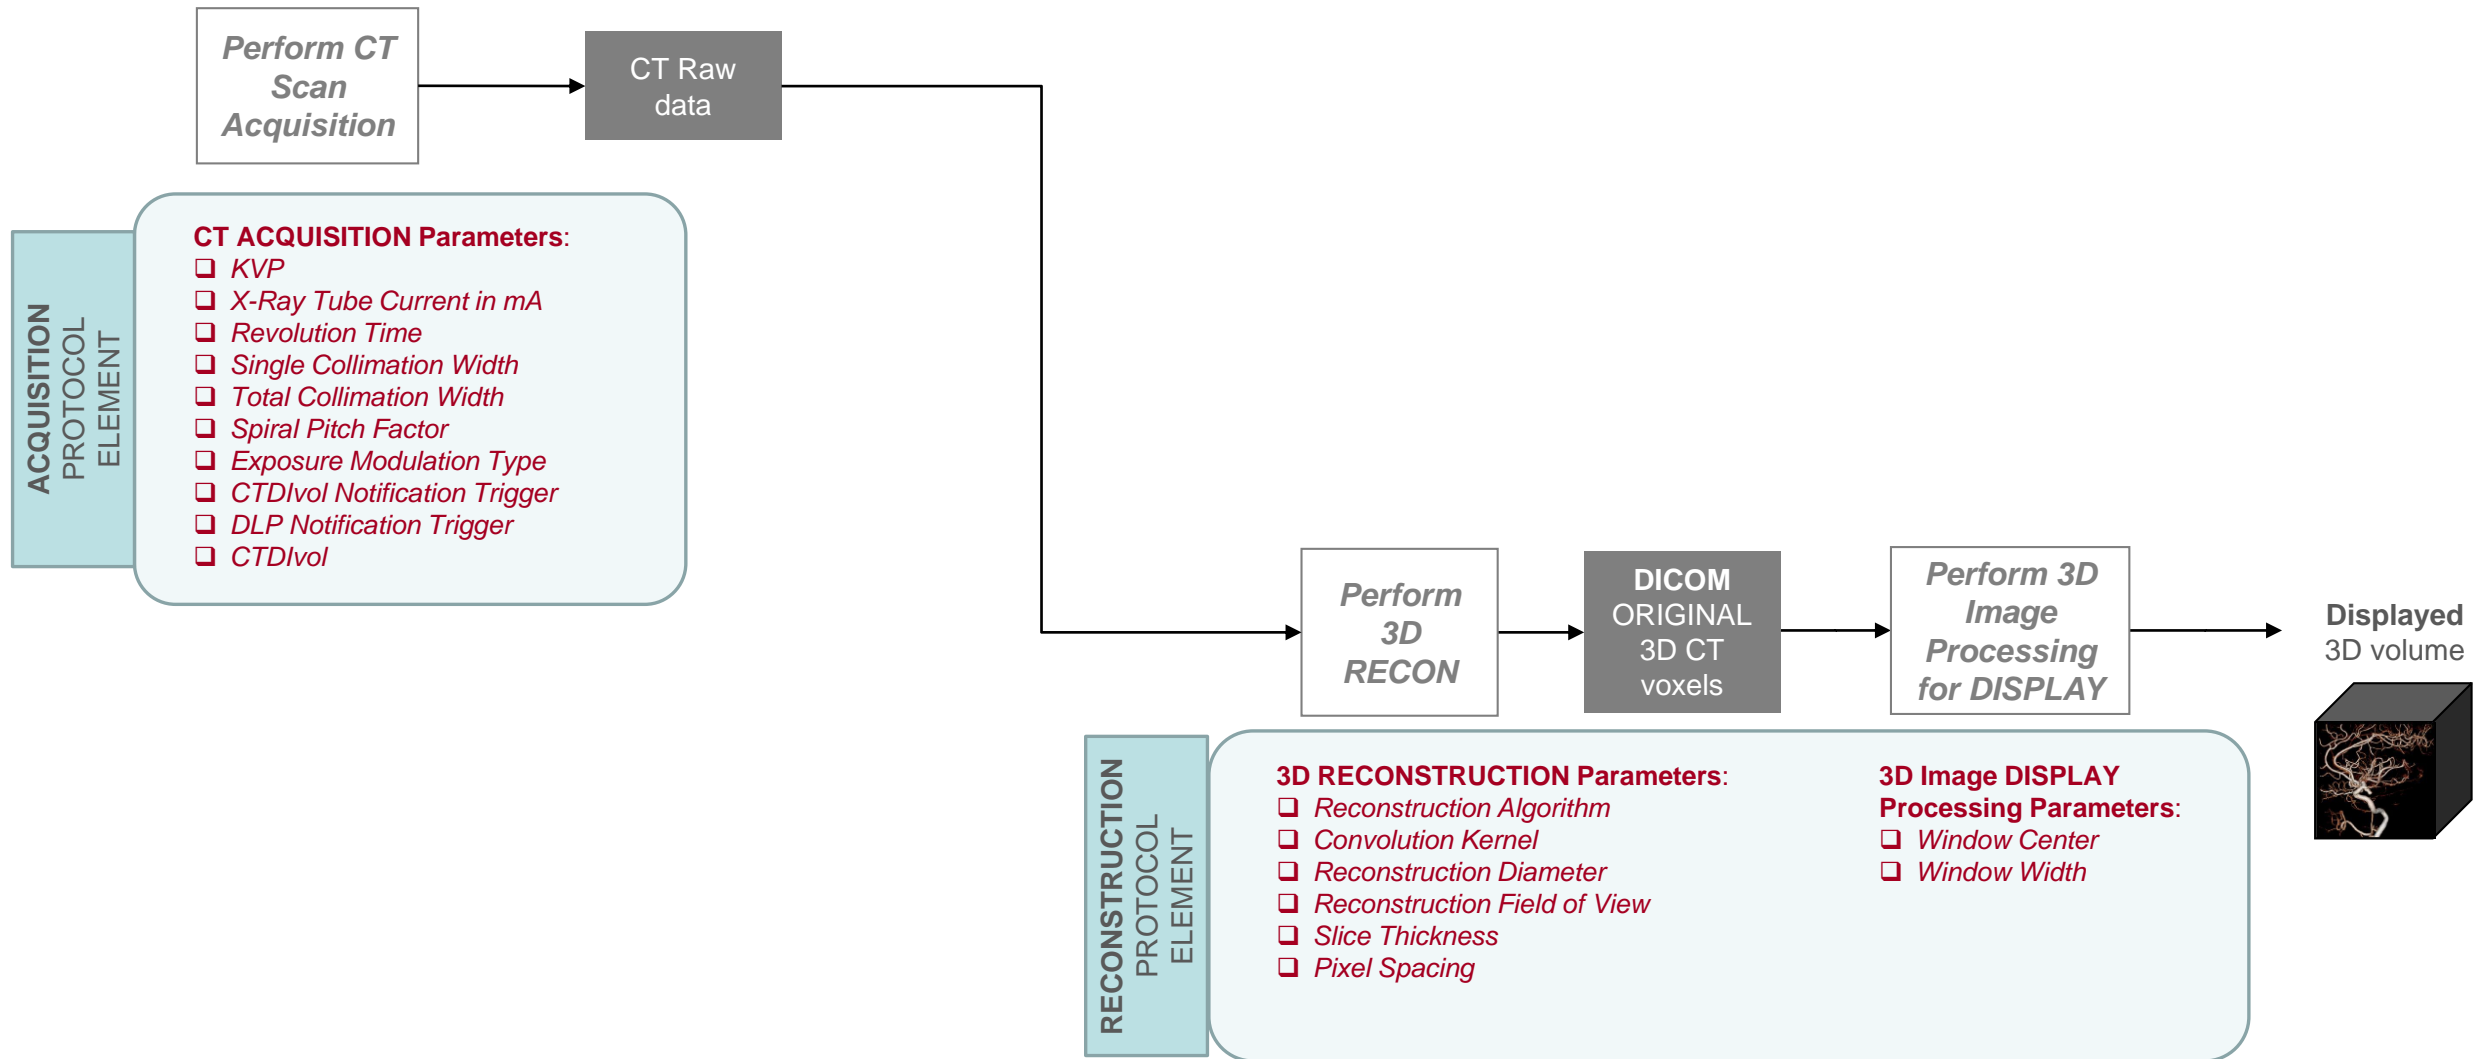 Perform CT
Scan
Acquisition
CT Raw
data
ACQUISITION
PROTOCOL
ELEMENT
CT ACQUISITION Parameters:
❑ KVP
❑ X-Ray Tube Current in mA
❑ Revolution Time
❑ Single Collimation Width
❑ Total Collimation Width
❑ Spiral Pitch Factor
❑ Exposure Modulation Type
❑ CTDIvol Notification Trigger
❑ DLP Notification Trigger
❑ CTDIvol
Perform
3D
RECON
DICOM
ORIGINAL
3D CT
voxels
Perform 3D
Image
Processing
for DISPLAY
Displayed
3D volume
RECONSTRUCTION
PROTOCOL
ELEMENT
3D RECONSTRUCTION Parameters:
❑ Reconstruction Algorithm
❑ Convolution Kernel
❑ Reconstruction Diameter
❑ Reconstruction Field of View
❑ Slice Thickness
❑ Pixel Spacing
3D Image DISPLAY
Processing Parameters:
❑ Window Center
❑ Window Width